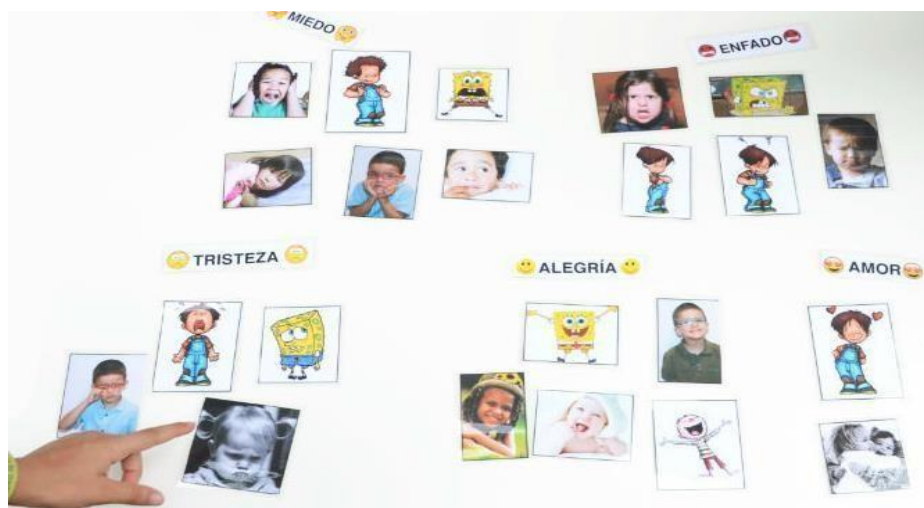 MIEDO
ENFADO
TRISTEZA
ALEGRÍA
AMOR